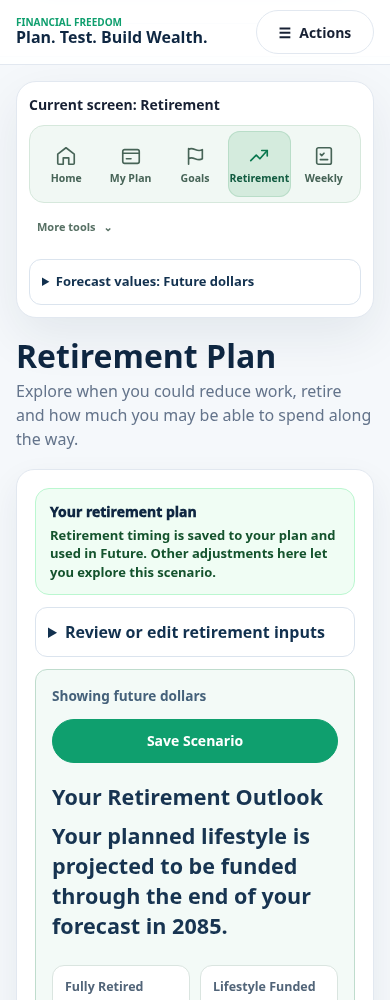 FINANCIAL FREEDOM
Plan. Test. Build Wealth.
☰ Actions
Current screen: Retirement
Home
My Plan
Goals
Retirement
Weekly
More tools ⌄
▶ Forecast values: Future dollars
Retirement Plan
Explore when you could reduce work, retire
and how much you may be able to spend along
the way.
Your retirement plan
Retirement timing is saved to your plan and
used in Future. Other adjustments here let
you explore this scenario.
▶ Review or edit retirement inputs
Showing future dollars
Save Scenario
Your Retirement Outlook
Your planned lifestyle is
projected to be funded
through the end of your
forecast in 2085.
Fully Retired
Lifestyle Funded